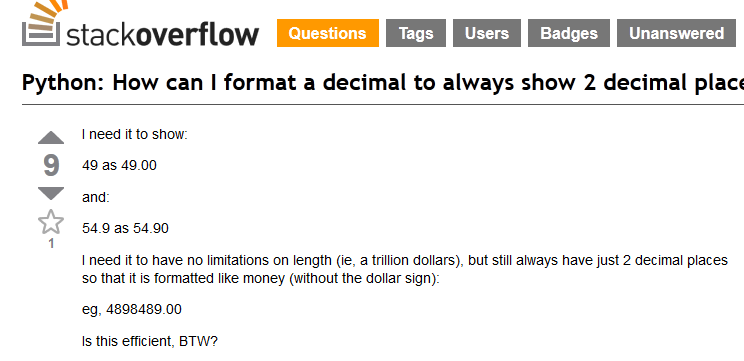 stackoverflow Questions Tags Users Badges Unanswered
Python: How can I format a decimal to always show 2 decimal place
I need it to show:
9
49 as 49.00
and:
54.9 as 54.90
1
I need it to have no limitations on length (ie, a trillion dollars), but still always have just 2 decimal places
so that it is formatted like money (without the dollar sign):
eg, 4898489.00
Is this efficient, BTW?